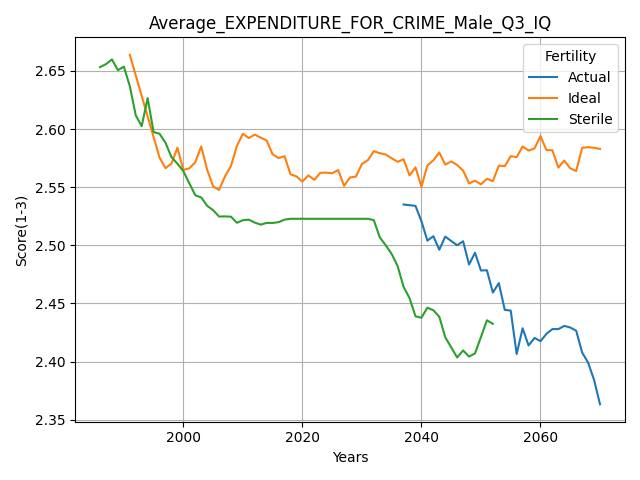 Average_EXPENDITURE_FOR_CRIME_Male_Q3_IQ
Fertility
Actual
Ideal
Sterile
Score(1-3)
2.65
2.60
2.55
2.50
2.45
2.40
2.35
2000 2020 2040 2060
Years